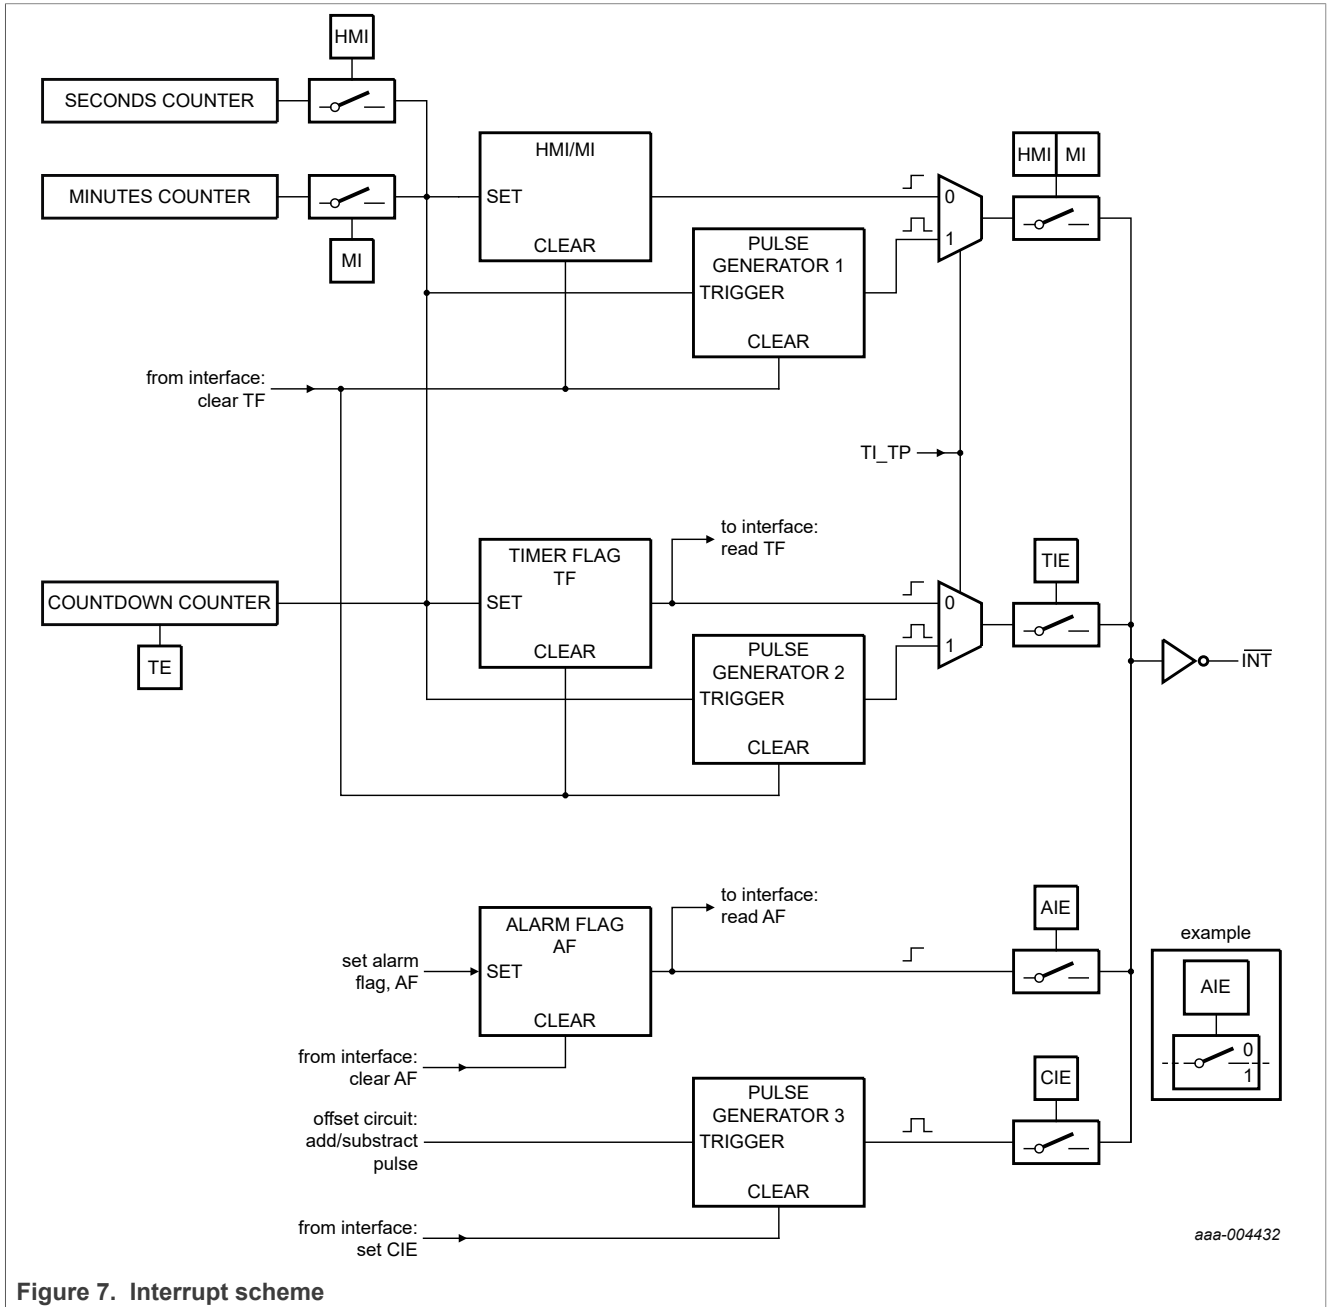 HMI
SECONDS COUNTER
HMI/MI
HMI MI
MINUTES COUNTER
SET
0
CLEAR
1
MI
PULSE
GENERATOR 1
TRIGGER
CLEAR
from interface:
clear TF
TI_TP
to interface:
read TF
TIMER FLAG
TF
TIE
COUNTDOWN COUNTER
SET
0
CLEAR
1
TE
PULSE
GENERATOR 2
TRIGGER
CLEAR
INT
to interface:
read AF
ALARM FLAG
AF
AIE
example
set alarm
flag, AF
SET
AIE
CLEAR
0
1
from interface:
clear AF
PULSE
GENERATOR 3
CIE
offset circuit:
add/substract
pulse
TRIGGER
CLEAR
from interface:
set CIE
aaa-004432
Figure 7. Interrupt scheme